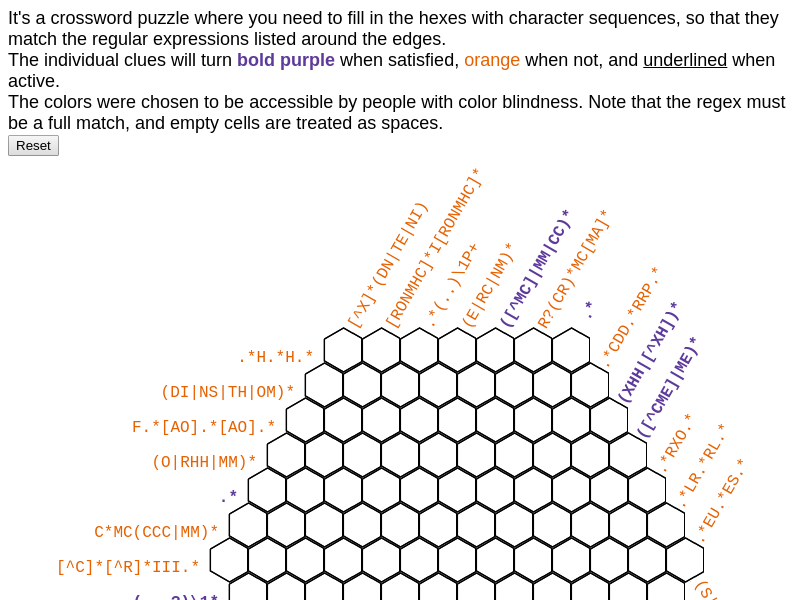 It's a crossword puzzle where you need to fill in the hexes with character sequences, so that they
match the regular expressions listed around the edges.
The individual clues will turn bold purple when satisfied, orange when not, and underlined when
active.
The colors were chosen to be accessible by people with color blindness. Note that the regex must
be a full match, and empty cells are treated as spaces.
Reset
[^X]*(DN|TE|NI)
[RONMHC]*I[RONMHC]*
.*(..)\1P+
(E|RC|NM)*
([^MC]|MM|CC)*
R?(CR)*MC[MA]*
.*
.*CDD.*RRP.*
(XHH|[^XH])*
([^CME]|ME)*
.*RXO.*
.*LR.*RL.*
.*EU.*ES.*
.*H.*H.*
(DI|NS|TH|OM)*
F.*[AO].*[AO].*
(O|RHH|MM)*
.*
C*MC(CCC|MM)*
[^C]*[^R]*III.*